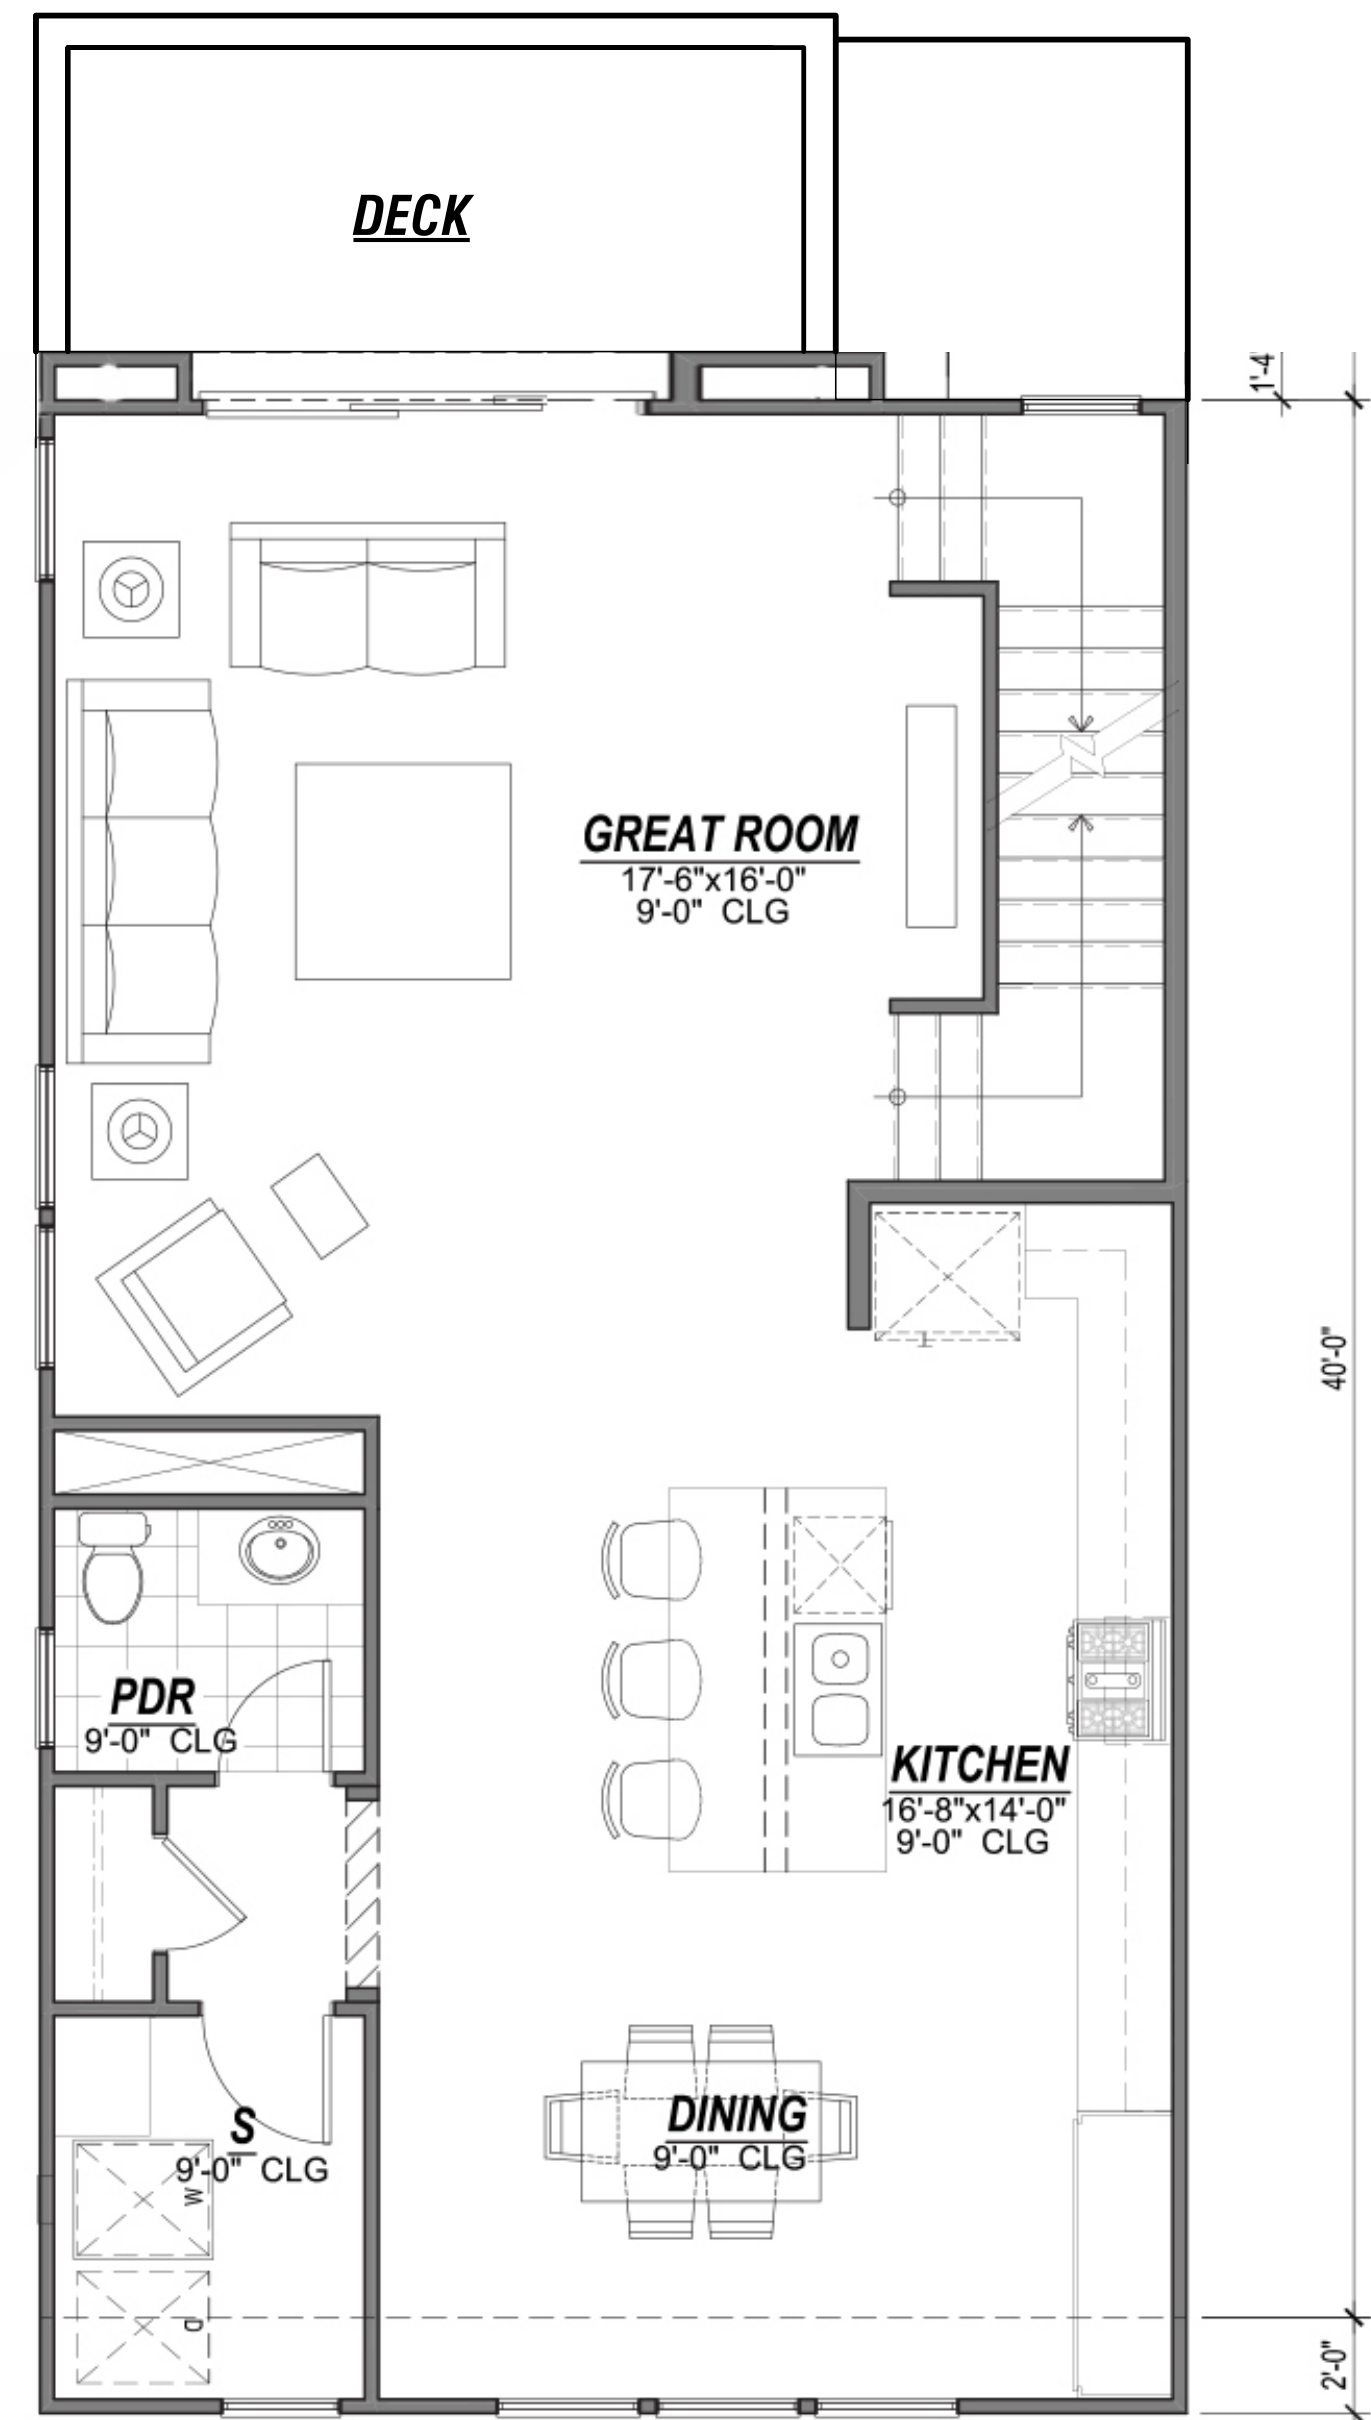 DECK
1'-4
GREAT ROOM
17'-6"x16'-0"
9'-0" CLG
40'-0"
PDR
9'-0" CLG
KITCHEN
16'-8"x14'-0"
9'-0" CLG
DINING
9'-0" CLG
S
9'-0" CLG
W
D
2'-0"